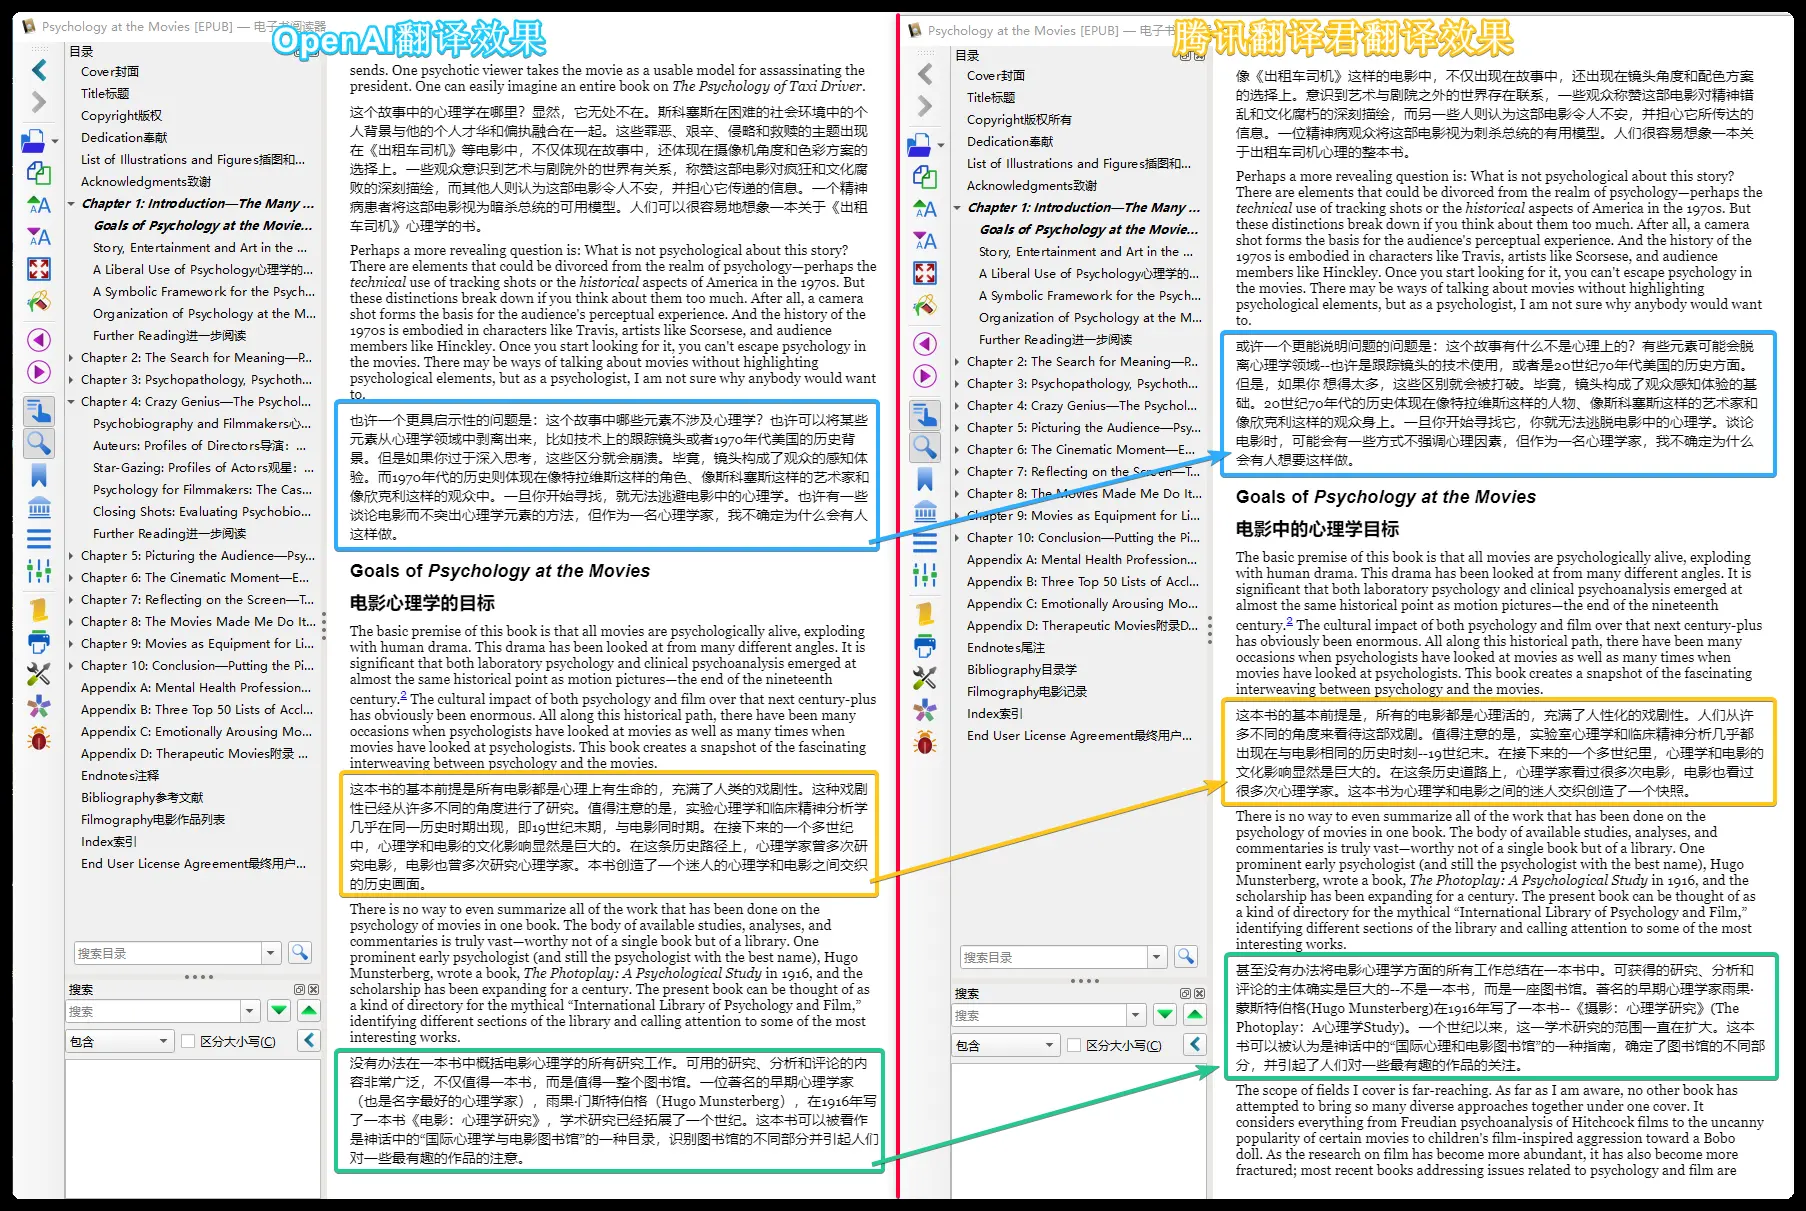 Psychology at the Movies [EPUB] — 电子书阅读器
OpenAI翻译效果
目录
Cover封面
Title标题
Copyright版权
Dedication奉献
List of Illustrations and Figures插图和...
Acknowledgments致谢
Chapter 1: Introduction—The Many ...
Goals of Psychology at the Movie...
Story, Entertainment and Art in the ...
A Liberal Use of Psychology心理学的...
A Symbolic Framework for the Psych...
Organization of Psychology at the M...
Further Reading进一步阅读
Chapter 2: The Search for Meaning—P...
Chapter 3: Psychopathology, Psychoth...
Chapter 4: Crazy Genius—The Psychol...
Psychobiography and Filmmakers心...
Auteurs: Profiles of Directors导演：...
Star-Gazing: Profiles of Actors观星：...
Psychology for Filmmakers: The Cas...
Closing Shots: Evaluating Psychobio...
Further Reading进一步阅读
Chapter 5: Picturing the Audience—Psy...
Chapter 6: The Cinematic Moment—E...
Chapter 7: Reflecting on the Screen—T...
Chapter 8: The Movies Made Me Do It...
Chapter 9: Movies as Equipment for Li...
Chapter 10: Conclusion—Putting the Pi...
Appendix A: Mental Health Profession...
Appendix B: Three Top 50 Lists of Accl...
Appendix C: Emotionally Arousing Mo...
Appendix D: Therapeutic Movies附录 ...
Endnotes注释
Bibliography参考文献
Filmography电影作品列表
Index索引
End User License Agreement最终用户...
搜索目录
搜索
搜索
包含
区分大小写(C)
sends. One psychotic viewer takes the movie as a usable model for assassinating the
president. One can easily imagine an entire book on The Psychology of Taxi Driver.
这个故事中的心理学在哪里？显然，它无处不在。斯科塞斯在困难的社会环境中的个
人背景与他的个人才华和偏执融合在一起。这些罪恶、艰辛、侵略和救赎的主题出现
在《出租车司机》等电影中，不仅体现在故事中，还体现在摄像机角度和色彩方案的
选择上。一些观众意识到艺术与剧院外的世界有关系，称赞这部电影对疯狂和文化腐
败的深刻描绘，而其他人则认为这部电影令人不安，并担心它传递的信息。一个精神
病患者将这部电影视为暗杀总统的可用模型。人们可以很容易地想象一本关于《出租
车司机》心理学的书。
Perhaps a more revealing question is: What is not psychological about this story?
There are elements that could be divorced from the realm of psychology—perhaps the
technical use of tracking shots or the historical aspects of America in the 1970s. But
these distinctions break down if you think about them too much. After all, a camera
shot forms the basis for the audience's perceptual experience. And the history of the
1970s is embodied in characters like Travis, artists like Scorsese, and audience
members like Hinckley. Once you start looking for it, you can't escape psychology in
the movies. There may be ways of talking about movies without highlighting
psychological elements, but as a psychologist, I am not sure why anybody would want
to.
也许一个更具启示性的问题是：这个故事中哪些元素不涉及心理学？也许可以将某些
元素从心理学领域中剥离出来，比如技术上的跟踪镜头或者1970年代美国的历史背
景。但是如果你过于深入思考，这些区分就会崩溃。毕竟，镜头构成了观众的感知体
验。而1970年代的历史则体现在像特拉维斯这样的角色、像斯科塞斯这样的艺术家和
像欣克利这样的观众中。一旦你开始寻找，就无法逃避电影中的心理学。也许有一些
谈论电影而不突出心理学元素的方法，但作为一名心理学家，我不确定为什么会有人
这样做。
Goals of Psychology at the Movies
电影心理学的目标
The basic premise of this book is that all movies are psychologically alive, exploding
with human drama. This drama has been looked at from many different angles. It is
significant that both laboratory psychology and clinical psychoanalysis emerged at
almost the same historical point as motion pictures—the end of the nineteenth
century.2 The cultural impact of both psychology and film over that next century-plus
has obviously been enormous. All along this historical path, there have been many
occasions when psychologists have looked at movies as well as many times when
movies have looked at psychologists. This book creates a snapshot of the fascinating
interweaving between psychology and the movies.
这本书的基本前提是所有电影都是心理上有生命的，充满了人类的戏剧性。这种戏剧
性已经从许多不同的角度进行了研究。值得注意的是，实验心理学和临床精神分析学
几乎在同一历史时期出现，即19世纪末期，与电影同时期。在接下来的一个多世纪
中，心理学和电影的文化影响显然是巨大的。在这条历史路径上，心理学家曾多次研
究电影，电影也曾多次研究心理学家。本书创造了一个迷人的心理学和电影之间交织
的历史画面。
There is no way to even summarize all of the work that has been done on the
psychology of movies in one book. The body of available studies, analyses, and
commentaries is truly vast—worthy not of a single book but of a library. One
prominent early psychologist (and still the psychologist with the best name), Hugo
Munsterberg, wrote a book, The Photoplay: A Psychological Study in 1916, and the
scholarship has been expanding for a century. The present book can be thought of as
a kind of directory for the mythical “International Library of Psychology and Film,”
identifying different sections of the library and calling attention to some of the most
interesting works.
没有办法在一本书中概括电影心理学的所有研究工作。可用的研究、分析和评论的内
容非常广泛，不仅值得一本书，而是值得一整个图书馆。一位著名的早期心理学家
（也是名字最好的心理学家），雨果·门斯特伯格（Hugo Munsterberg），在1916年写
了一本书《电影：心理学研究》，学术研究已经拓展了一个世纪。这本书可以被看作
是神话中的“国际心理学与电影图书馆”的一种目录，识别图书馆的不同部分并引起人们
对一些最有趣的作品的注意。
Psychology at the Movies [EPUB] — 电子书
腾讯翻译君翻译效果
目录
Cover封面
Title标题
Copyright版权所有
Dedication奉献
List of Illustrations and Figures插图和...
Acknowledgments致谢
Chapter 1: Introduction—The Many ...
Goals of Psychology at the Movie...
Story, Entertainment and Art in the ...
A Liberal Use of Psychology心理学的...
A Symbolic Framework for the Psych...
Organization of Psychology at the M...
Further Reading进一步阅读
Chapter 2: The Search for Meaning—P...
Chapter 3: Psychopathology, Psychoth...
Chapter 4: Crazy Genius—The Psychol...
Chapter 5: Picturing the Audience—Psy...
Chapter 6: The Cinematic Moment—E...
Chapter 7: Reflecting on the Screen—T...
Chapter 8: The Movies Made Me Do It...
Chapter 9: Movies as Equipment for Li...
Chapter 10: Conclusion—Putting the Pi...
Appendix A: Mental Health Profession...
Appendix B: Three Top 50 Lists of Accl...
Appendix C: Emotionally Arousing Mo...
Appendix D: Therapeutic Movies附录D...
Endnotes尾注
Bibliography目录学
Filmography电影记录
Index索引
End User License Agreement最终用户...
搜索目录
搜索
搜索
包含
区分大小写(C)
像《出租车司机》这样的电影中，不仅出现在故事中，还出现在镜头角度和配色方案
的选择上。意识到艺术与剧院之外的世界存在联系，一些观众称赞这部电影对精神错
乱和文化腐朽的深刻描绘，而另一些人则认为这部电影令人不安，并担心它所传达的
信息。一位精神病观众将这部电影视为刺杀总统的有用模型。人们很容易想象一本关
于出租车司机心理的整本书。
Perhaps a more revealing question is: What is not psychological about this story?
There are elements that could be divorced from the realm of psychology—perhaps the
technical use of tracking shots or the historical aspects of America in the 1970s. But
these distinctions break down if you think about them too much. After all, a camera
shot forms the basis for the audience's perceptual experience. And the history of the
1970s is embodied in characters like Travis, artists like Scorsese, and audience
members like Hinckley. Once you start looking for it, you can't escape psychology in
the movies. There may be ways of talking about movies without highlighting
psychological elements, but as a psychologist, I am not sure why anybody would want
to.
或许一个更能说明问题的问题是：这个故事有什么不是心理上的？有些元素可能会脱
离心理学领域--也许是跟踪镜头的技术使用，或者是20世纪70年代美国的历史方面。
但是，如果你 想得太多，这些区别就会被打破。毕竟，镜头构成了观众感知体验的基
础。20世纪70年代的历史体现在像特拉维斯这样的人物、像斯科塞斯这样的艺术家和
像欣克利这样的观众身上。一旦你开始寻找它，你就无法逃脱电影中的心理学。谈论
电影时，可能会有一些方式不强调心理因素，但作为一名心理学家，我不确定为什么
会有人想要这样做。
Goals of Psychology at the Movies
电影中的心理学目标
The basic premise of this book is that all movies are psychologically alive, exploding
with human drama. This drama has been looked at from many different angles. It is
significant that both laboratory psychology and clinical psychoanalysis emerged at
almost the same historical point as motion pictures—the end of the nineteenth
century.2 The cultural impact of both psychology and film over that next century-plus
has obviously been enormous. All along this historical path, there have been many
occasions when psychologists have looked at movies as well as many times when
movies have looked at psychologists. This book creates a snapshot of the fascinating
interweaving between psychology and the movies.
这本书的基本前提是，所有的电影都是心理活的，充满了人性化的戏剧性。人们从许
多不同的角度来看待这部戏剧。值得注意的是，实验室心理学和临床精神分析几乎都
出现在与电影相同的历史时刻--19世纪末。在接下来的一个多世纪里，心理学和电影的
文化影响显然是巨大的。在这条历史道路上，心理学家看过很多次电影，电影也看过
很多次心理学家。这本书为心理学和电影之间的迷人交织创造了一个快照。
There is no way to even summarize all of the work that has been done on the
psychology of movies in one book. The body of available studies, analyses, and
commentaries is truly vast—worthy not of a single book but of a library. One
prominent early psychologist (and still the psychologist with the best name), Hugo
Munsterberg, wrote a book, The Photoplay: A Psychological Study in 1916, and the
scholarship has been expanding for a century. The present book can be thought of as
a kind of directory for the mythical “International Library of Psychology and Film,”
identifying different sections of the library and calling attention to some of the most
interesting works.
甚至没有办法将电影心理学方面的所有工作总结在一本书中。可获得的研究、分析和
评论的主体确实是巨大的--不是一本书，而是一座图书馆。著名的早期心理学家雨果·
蒙斯特伯格(Hugo Munsterberg)在1916年写了一本书--《摄影：心理学研究》(The
Photoplay：A心理学Study)。一个世纪以来，这一学术研究的范围一直在扩大。这本
书可以被认为是神话中的“国际心理和电影图书馆”的一种指南，确定了图书馆的不同部
分，并引起了人们对一些最有趣的作品的关注。
The scope of fields I cover is far-reaching. As far as I am aware, no other book has
attempted to bring so many diverse approaches together under one cover. It
considers everything from Freudian psychoanalysis of Hitchcock films to the uncanny
popularity of certain movies to children's film-inspired aggression toward a Bobo
doll. As the research on film has become more abundant, it has also become more
fractured; most recent books addressing issues related to psychology and film are